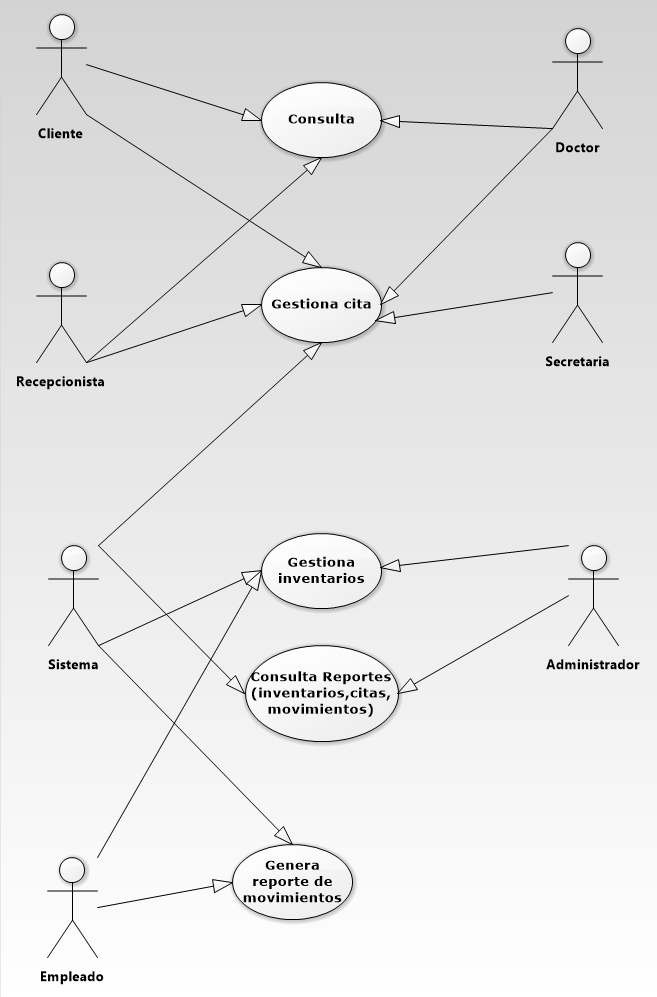 Cliente
Consulta
Doctor
Gestiona cita
Recepcionista
Secretaria
Gestiona
inventarios
Sistema
Administrador
Consulta Reportes
(inventarios,citas,
movimientos)
Genera
reporte de
movimientos
Empleado